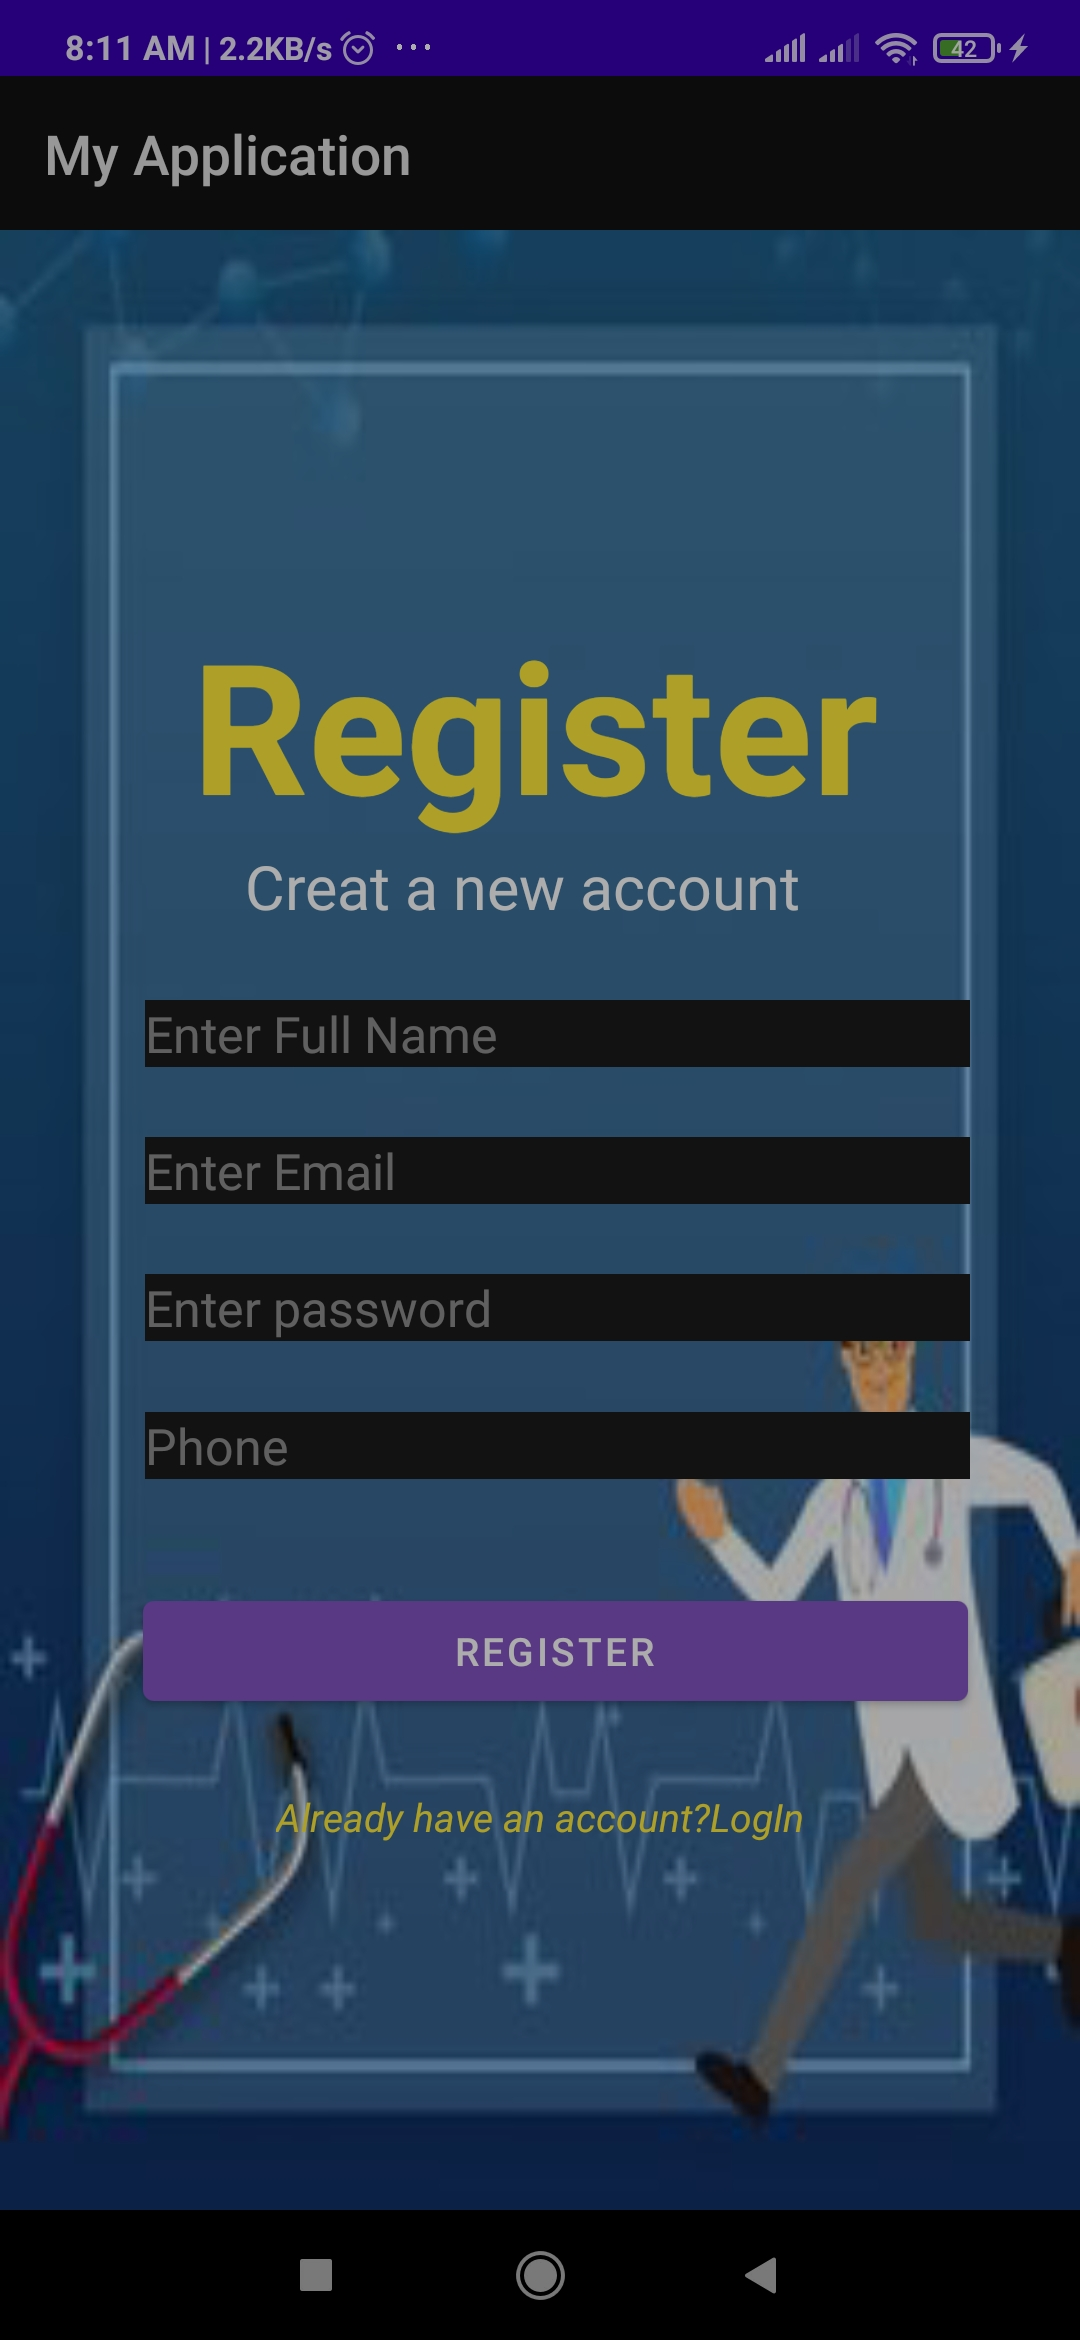 8:11 AM | 2.2KB/s ... 42
My Application
Register
Creat a new account
Enter Full Name
Enter Email
Enter password
Phone
REGISTER
Already have an account?LogIn